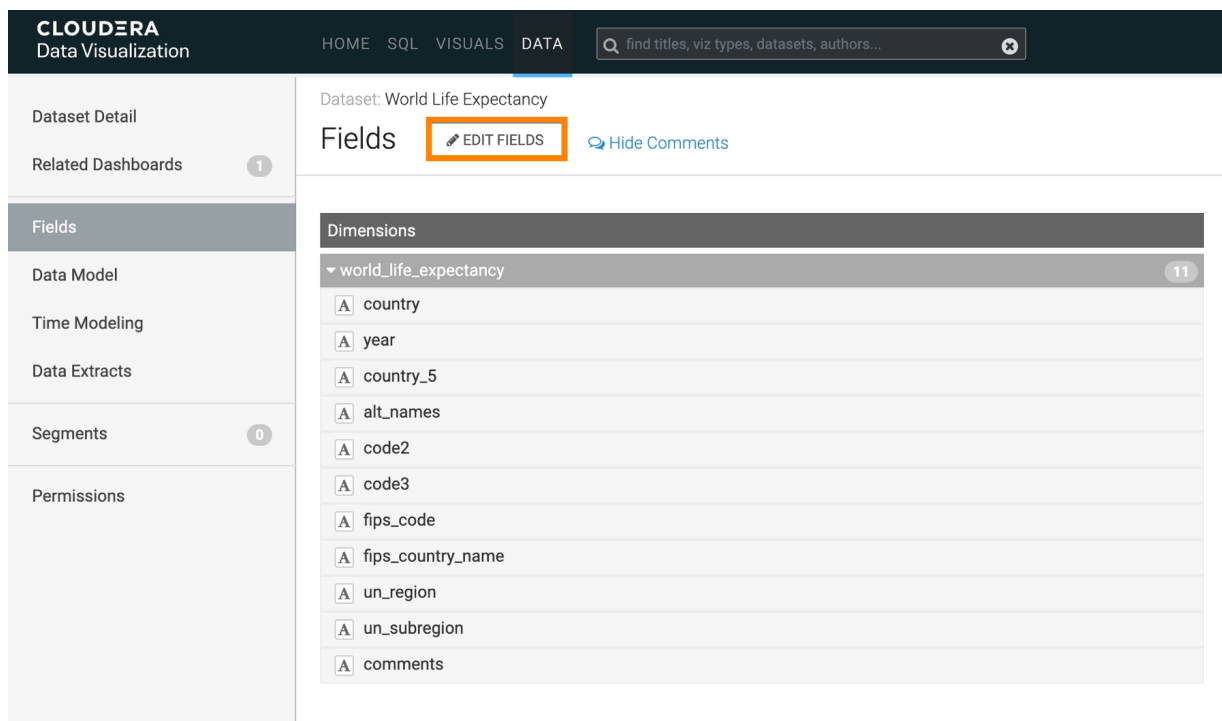 CLOUDERA
Data Visualization
HOME SQL VISUALS DATA
find titles, viz types, datasets, authors...
Dataset Detail
Related Dashboards 1
Fields
Data Model
Time Modeling
Data Extracts
Segments 0
Permissions
Dataset: World Life Expectancy
Fields EDIT FIELDS Hide Comments
Dimensions
world_life_expectancy 11
A country
A year
A country_5
A alt_names
A code2
A code3
A fips_code
A fips_country_name
A un_region
A un_subregion
A comments